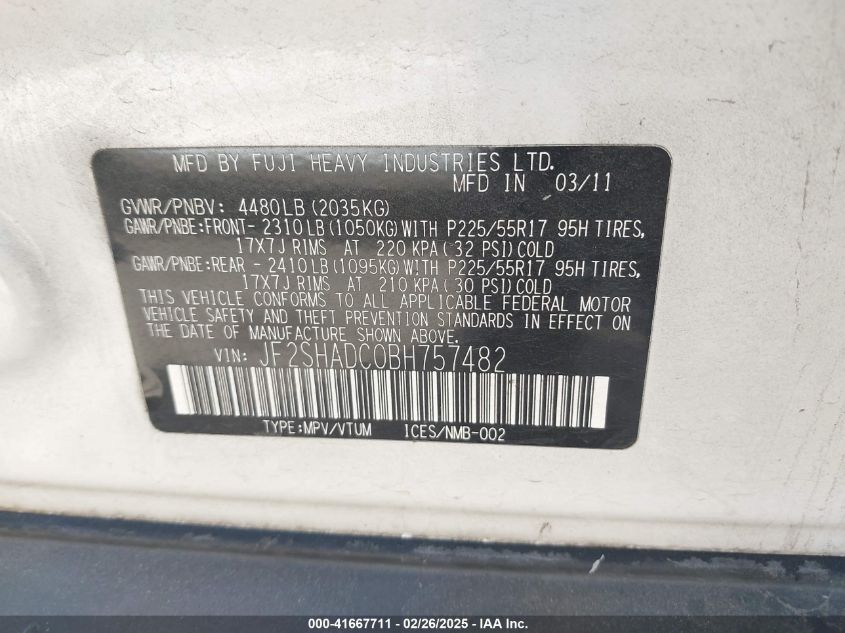 MFD BY FUJI HEAVY INDUSTRIES LTD.
MFD IN 03/11
GVWR/PNBV: 4480LB (2035KG)
GAWR/PNBE:FRONT- 2310LB (1050KG) WITH P225/55R17 95H TIRES,
17X7J RIMS AT 220 KPA (32 PSI) COLD
GAWR/PNBE:REAR - 2410LB (1095KG) WITH P225/55R17 95H TIRES,
17X7J RIMS AT 210 KPA (30 PSI) COLD
THIS VEHICLE CONFORMS TO ALL APPLICABLE FEDERAL MOTOR
VEHICLE SAFETY AND THEFT PREVENTION STANDARDS IN EFFECT ON
THE DATE OF MANUFACTURE SHOWN ABOVE.
VIN: JF2SHADC0BH757482
TYPE:MPV/VTUM ICES/NMB-002
000-41667711 - 02/26/2025 - IAA Inc.